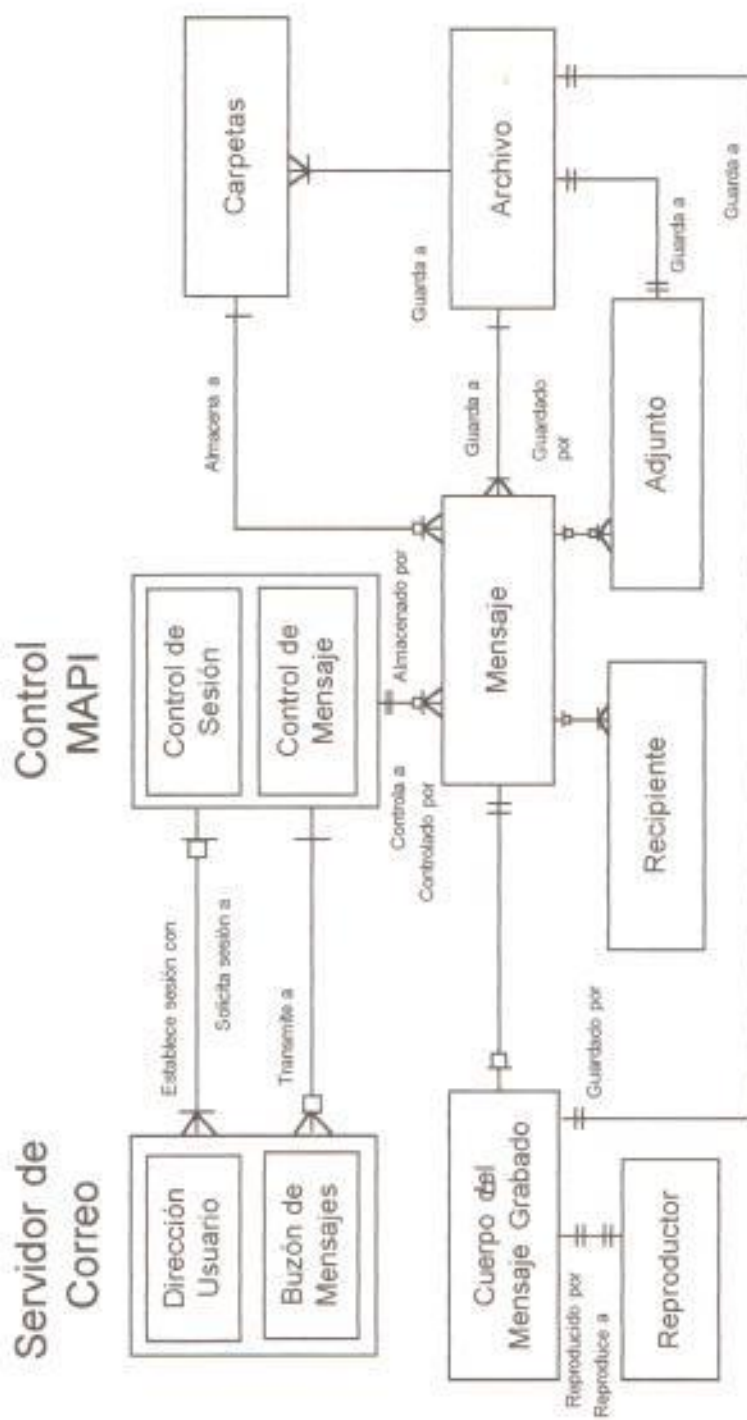 Servidor de
Correo
Control
MAPI
Dirección
Usuario
Buzón de
Mensajes
Establece sesión con
Solicita sesión a
Transmite a
Control de
Sesión
Control de
Mensaje
Almacena a
Carpetas
Controla a
Controlado por
Almacenado por
Guarda a
Cuerpo del
Mensaje Grabado
Mensaje
Guarda a
Guardado
por
Archivo
Reproducido por
Reproduce a
Guardado por
Reproductor
Recipiente
Adjunto
Guarda a
Guarda a